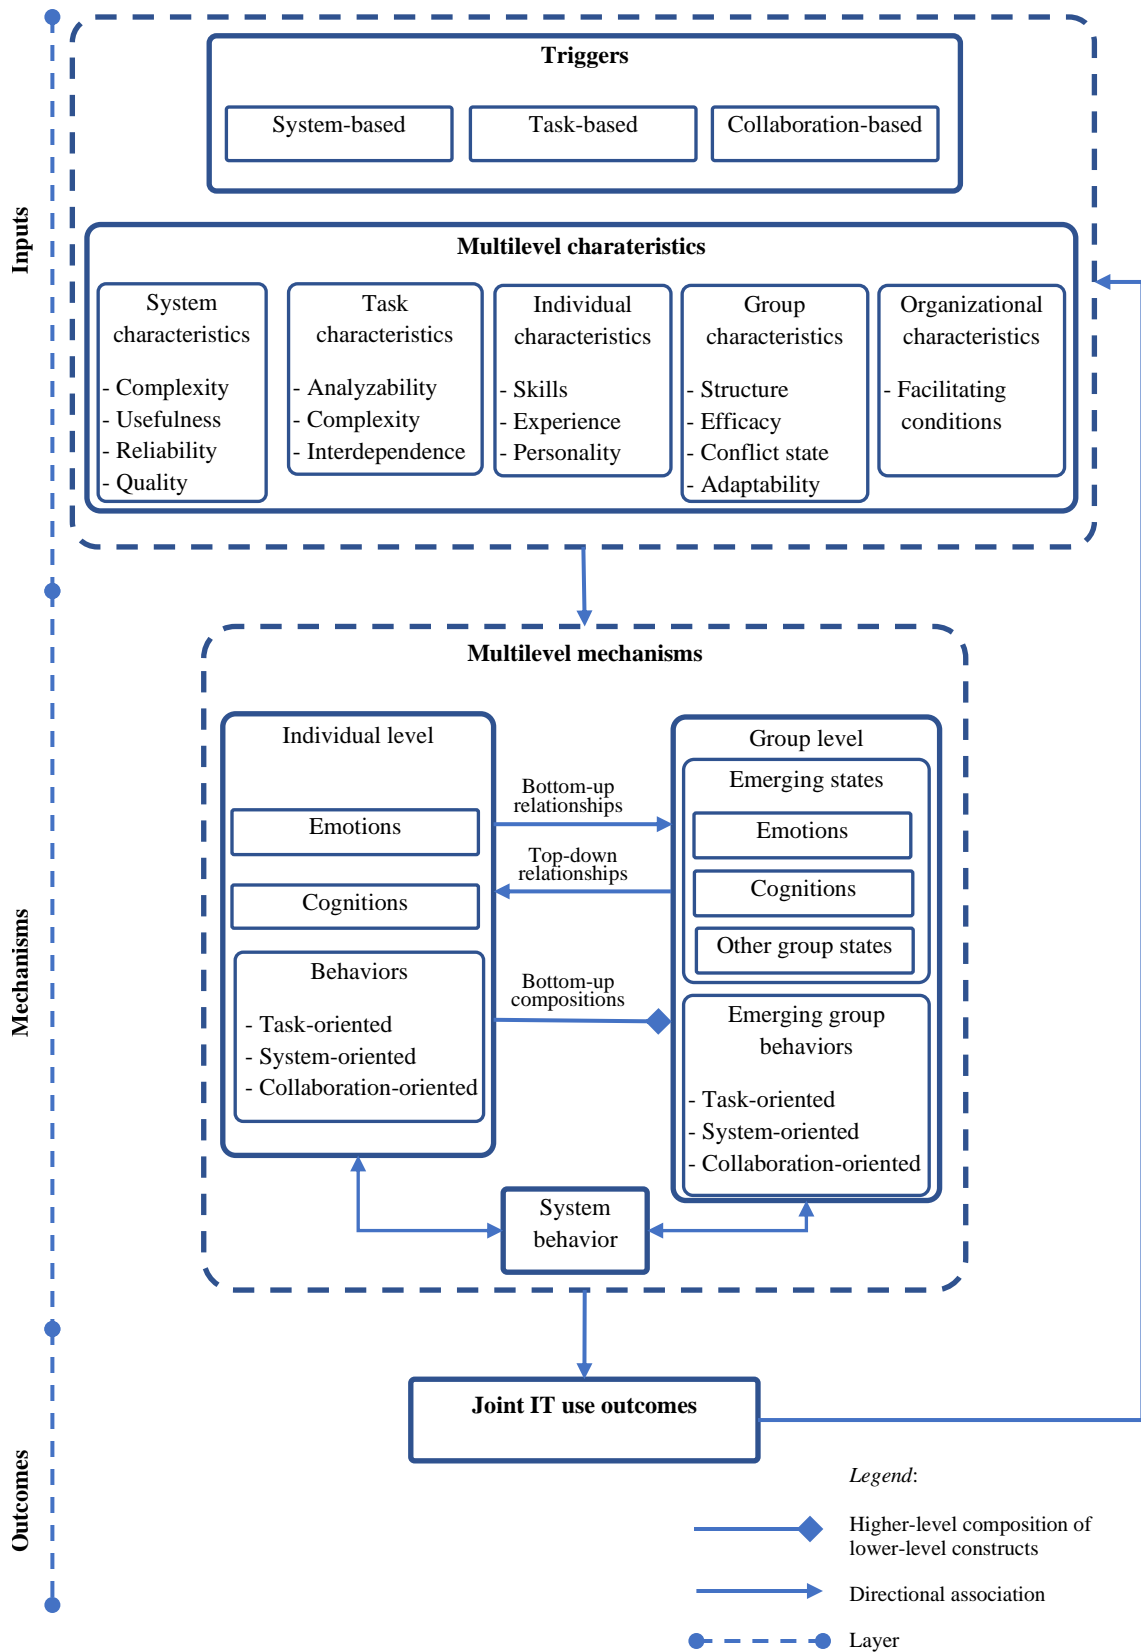 Inputs
Triggers
System-based
Task-based
Collaboration-based
Multilevel charateristics
System
characteristics
- Complexity
- Usefulness
- Reliability
- Quality
Task
characteristics
- Analyzability
- Complexity
- Interdependence
Individual
characteristics
- Skills
- Experience
- Personality
Group
characteristics
- Structure
- Efficacy
- Conflict state
- Adaptability
Organizational
characteristics
- Facilitating
conditions
Mechanisms
Multilevel mechanisms
Individual level
Emotions
Cognitions
Behaviors
- Task-oriented
- System-oriented
- Collaboration-oriented
Bottom-up
relationships
Top-down
relationships
Bottom-up
compositions
Group level
Emerging states
Emotions
Cognitions
Other group states
Emerging group
behaviors
- Task-oriented
- System-oriented
- Collaboration-oriented
System
behavior
Outcomes
Joint IT use outcomes
Legend:
Higher-level composition of
lower-level constructs
Directional association
Layer